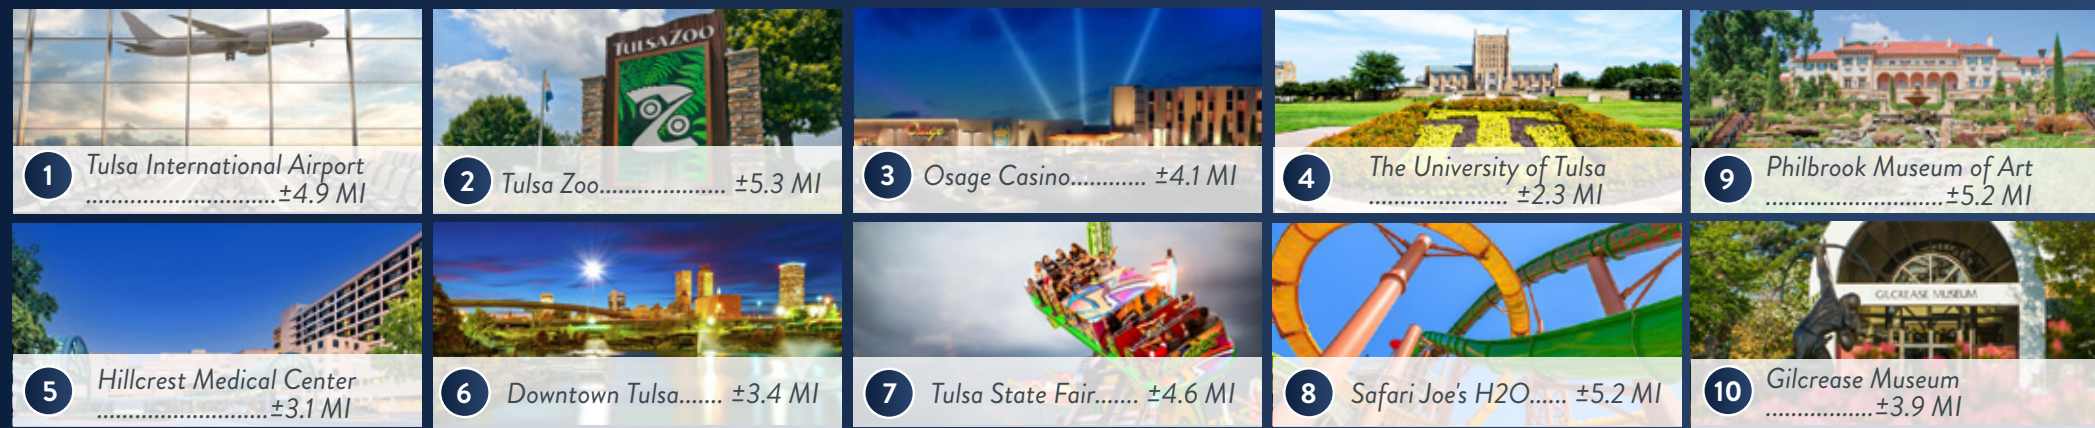 TULSA ZOO
Osage
GILCREASE MUSEUM
1
Tulsa International Airport
............................±4.9 MI
2
Tulsa Zoo................... ±5.3 MI
3
Osage Casino............ ±4.1 MI
4
The University of Tulsa
..................... ±2.3 MI
9
Philbrook Museum of Art
...........................±5.2 MI
5
Hillcrest Medical Center
..........................±3.1 MI
6
Downtown Tulsa....... ±3.4 MI
7
Tulsa State Fair....... ±4.6 MI
8
Safari Joe's H2O...... ±5.2 MI
10
Gilcrease Museum
.................±3.9 MI